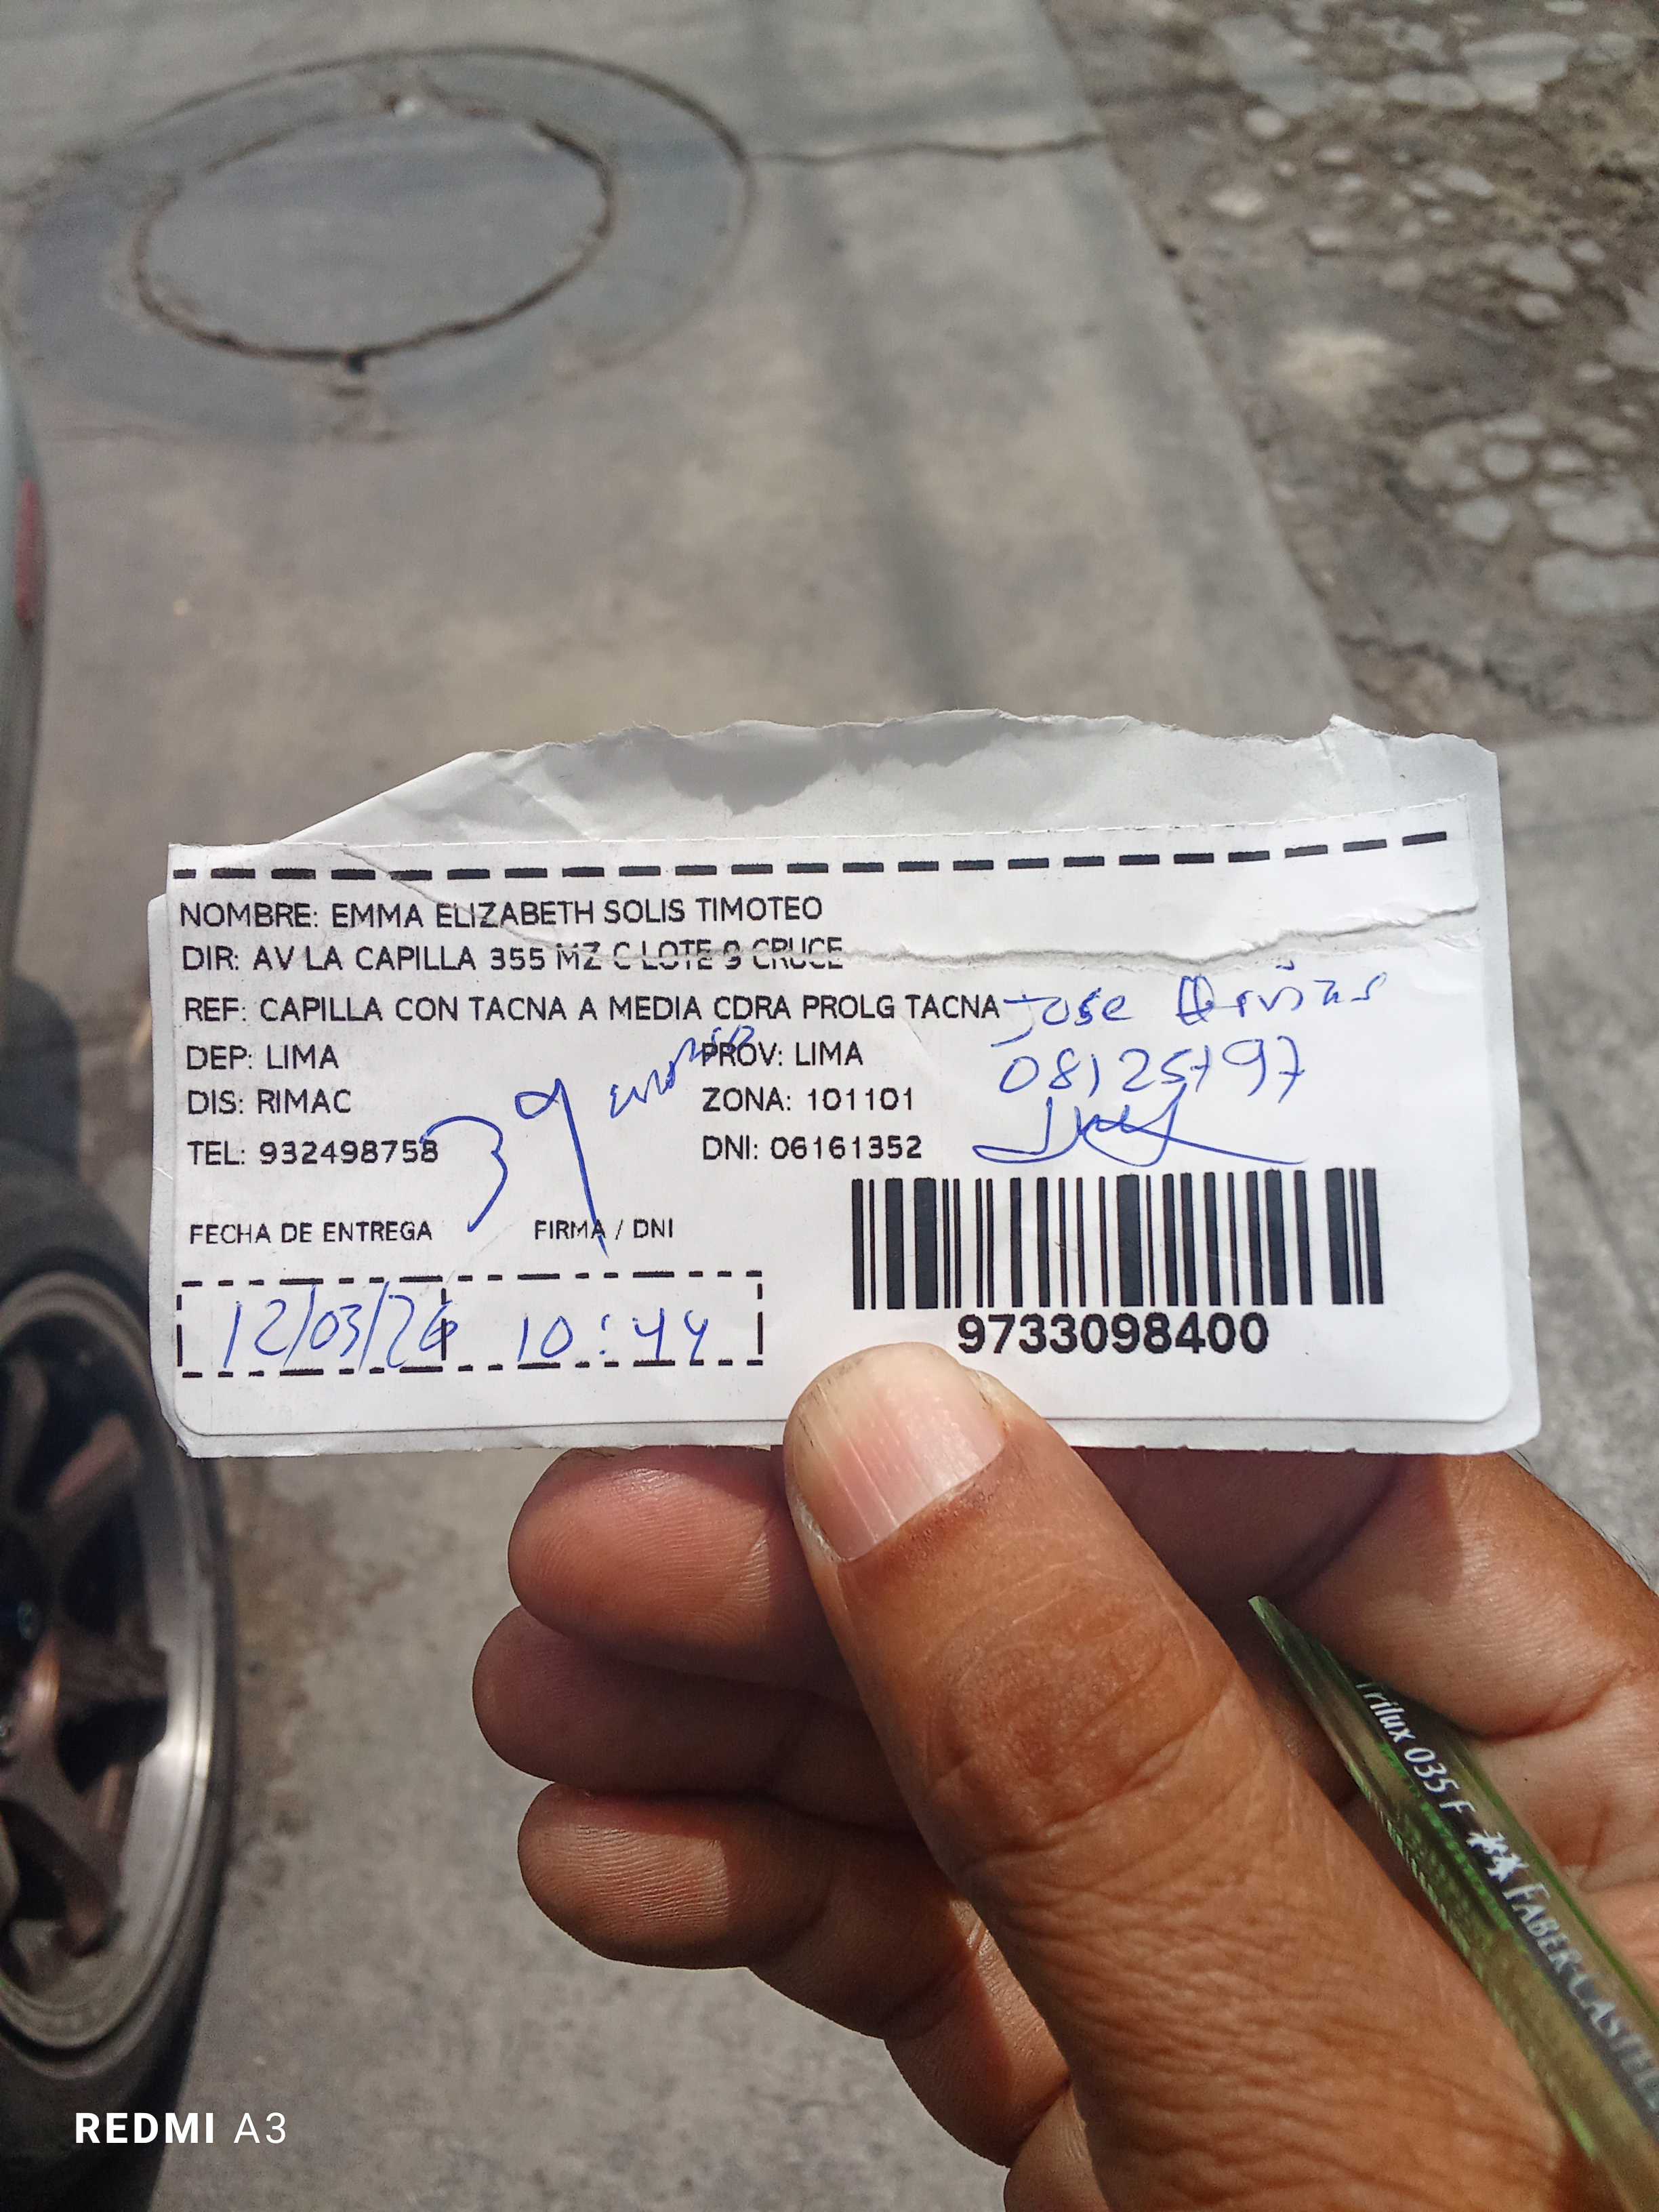 NOMBRE: EMMA ELIZABETH SOLIS TIMOTEO
DIR: AV LA CAPILLA 355 MZ C LOTE 9 CRUCE
REF: CAPILLA CON TACNA A MEDIA CDRA PROLG TACNA
Jose
DEP: LIMA PROV: LIMA
DIS: RIMAC ZONA: 101101
TEL: 932498758 DNI: 06161352
39
FECHA DE ENTREGA FIRMA / DNI
12/03/26 10:44
9733098400
Trilux 035 F FABER-CASTELL
REDMI A3